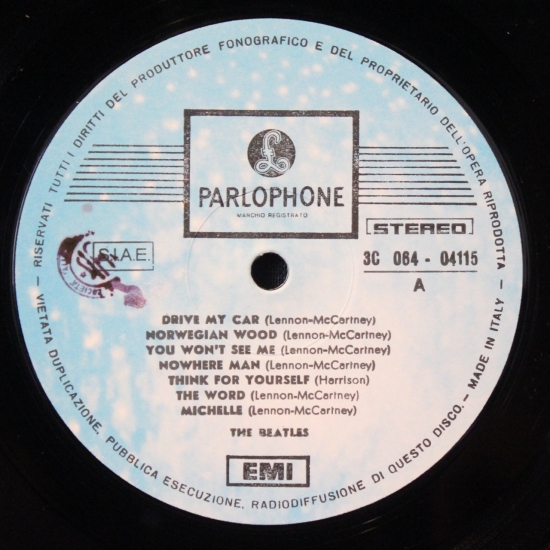 RISERVATI TUTTI I DIRITTI DEL PRODUTTORE FONOGRAFICO E DEL PROPRIETARIO DELL'OPERA RIPRODOTTA
£
PARLOPHONE
MARCHIO REGISTRATO
STEREO
S.I.A.E.
3C 064 - 04115
A
DRIVE MY CAR (Lennon-McCartney)
NORWEGIAN WOOD (Lennon-McCartney)
YOU WON'T SEE ME (Lennon-McCartney)
NOWHERE MAN (Lennon-McCartney)
THINK FOR YOURSELF (Harrison)
THE WORD (Lennon-McCartney)
MICHELLE (Lennon-McCartney)
THE BEATLES
EMI
VIETATA DUPLICAZIONE, PUBBLICA ESECUZIONE, RADIODIFFUSIONE DI QUESTO DISCO. - MADE IN ITALY -